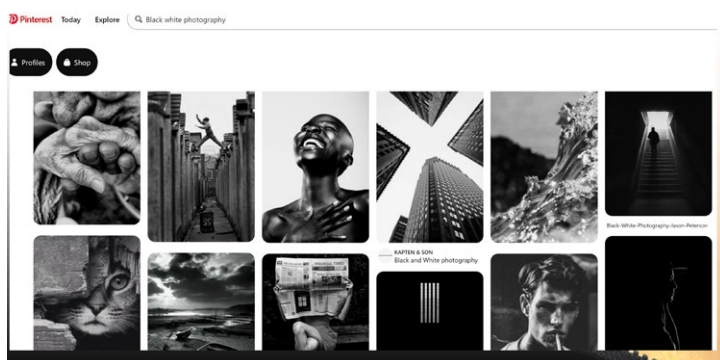 Pinterest Today Explore Black white photography
Profiles Shop
KAPTEN & SON
Black and White photography
Black-White-Photography-Jason-Peterson